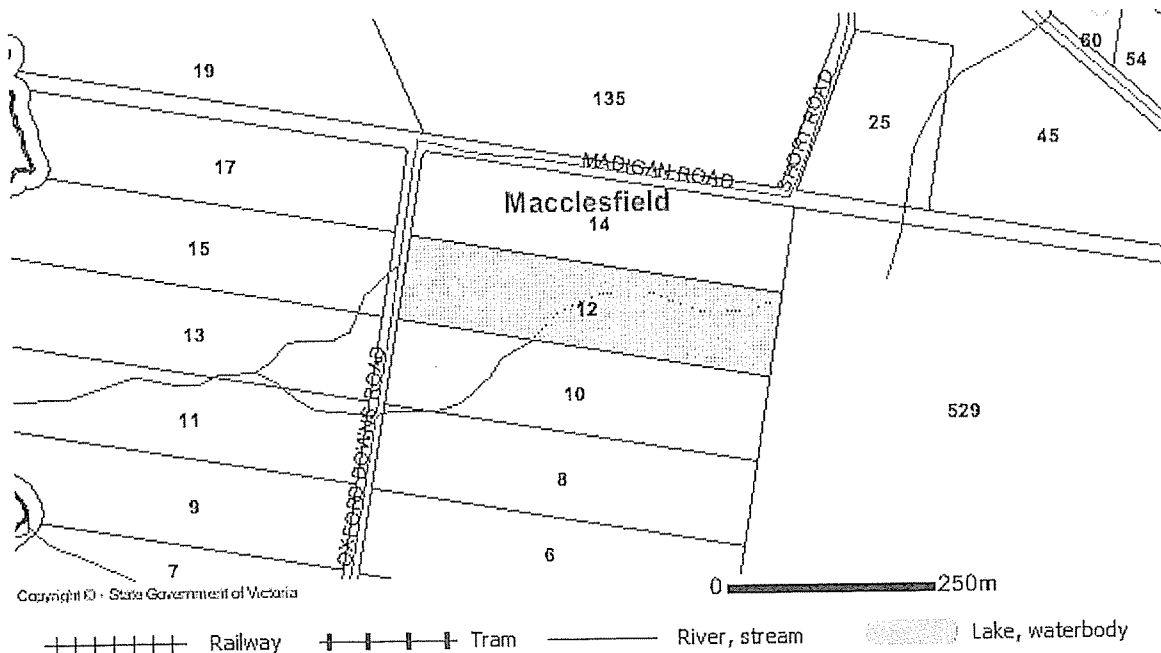 60
54
19
135
SPORT ROAD
25
45
17
MADIGAN ROAD
Macclesfield
14
15
12
13
10
529
11
OXFORD DOWNS ROAD
8
9
6
7
0 250m
Copyright © - State Government of Victoria
Railway Tram River, stream Lake, waterbody